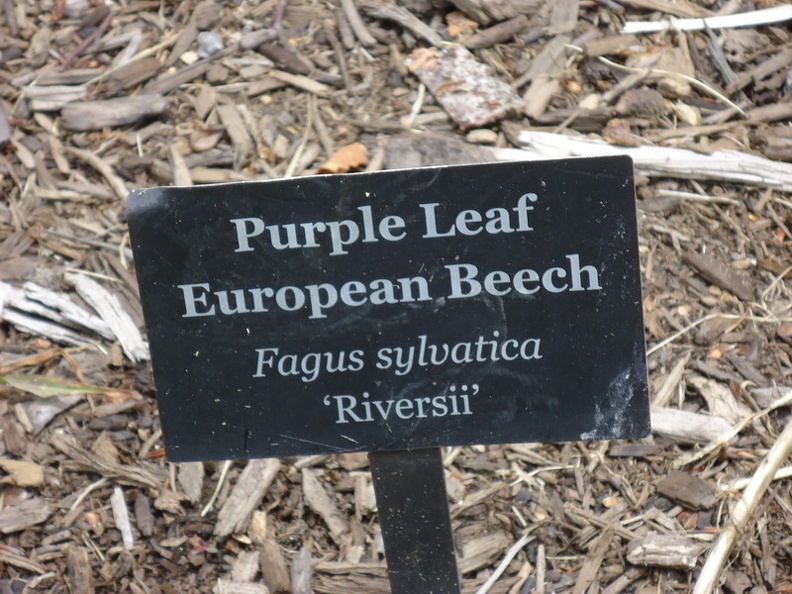 Purple Leaf
European Beech
Fagus sylvatica
‘Riversii’